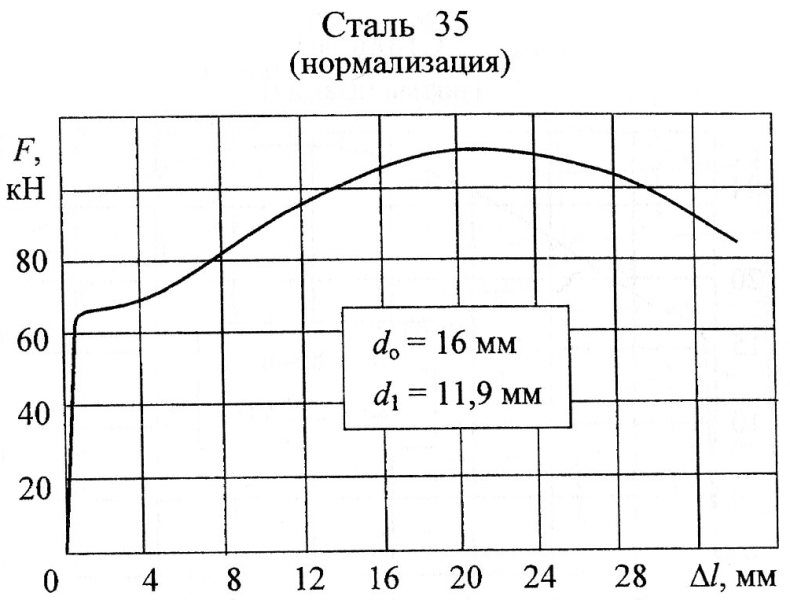 Сталь 35
(нормализация)
F,
кН
80
60
40
20
dₒ = 16 мм
d₁ = 11,9 мм
0 4 8 12 16 20 24 28 Δl, мм